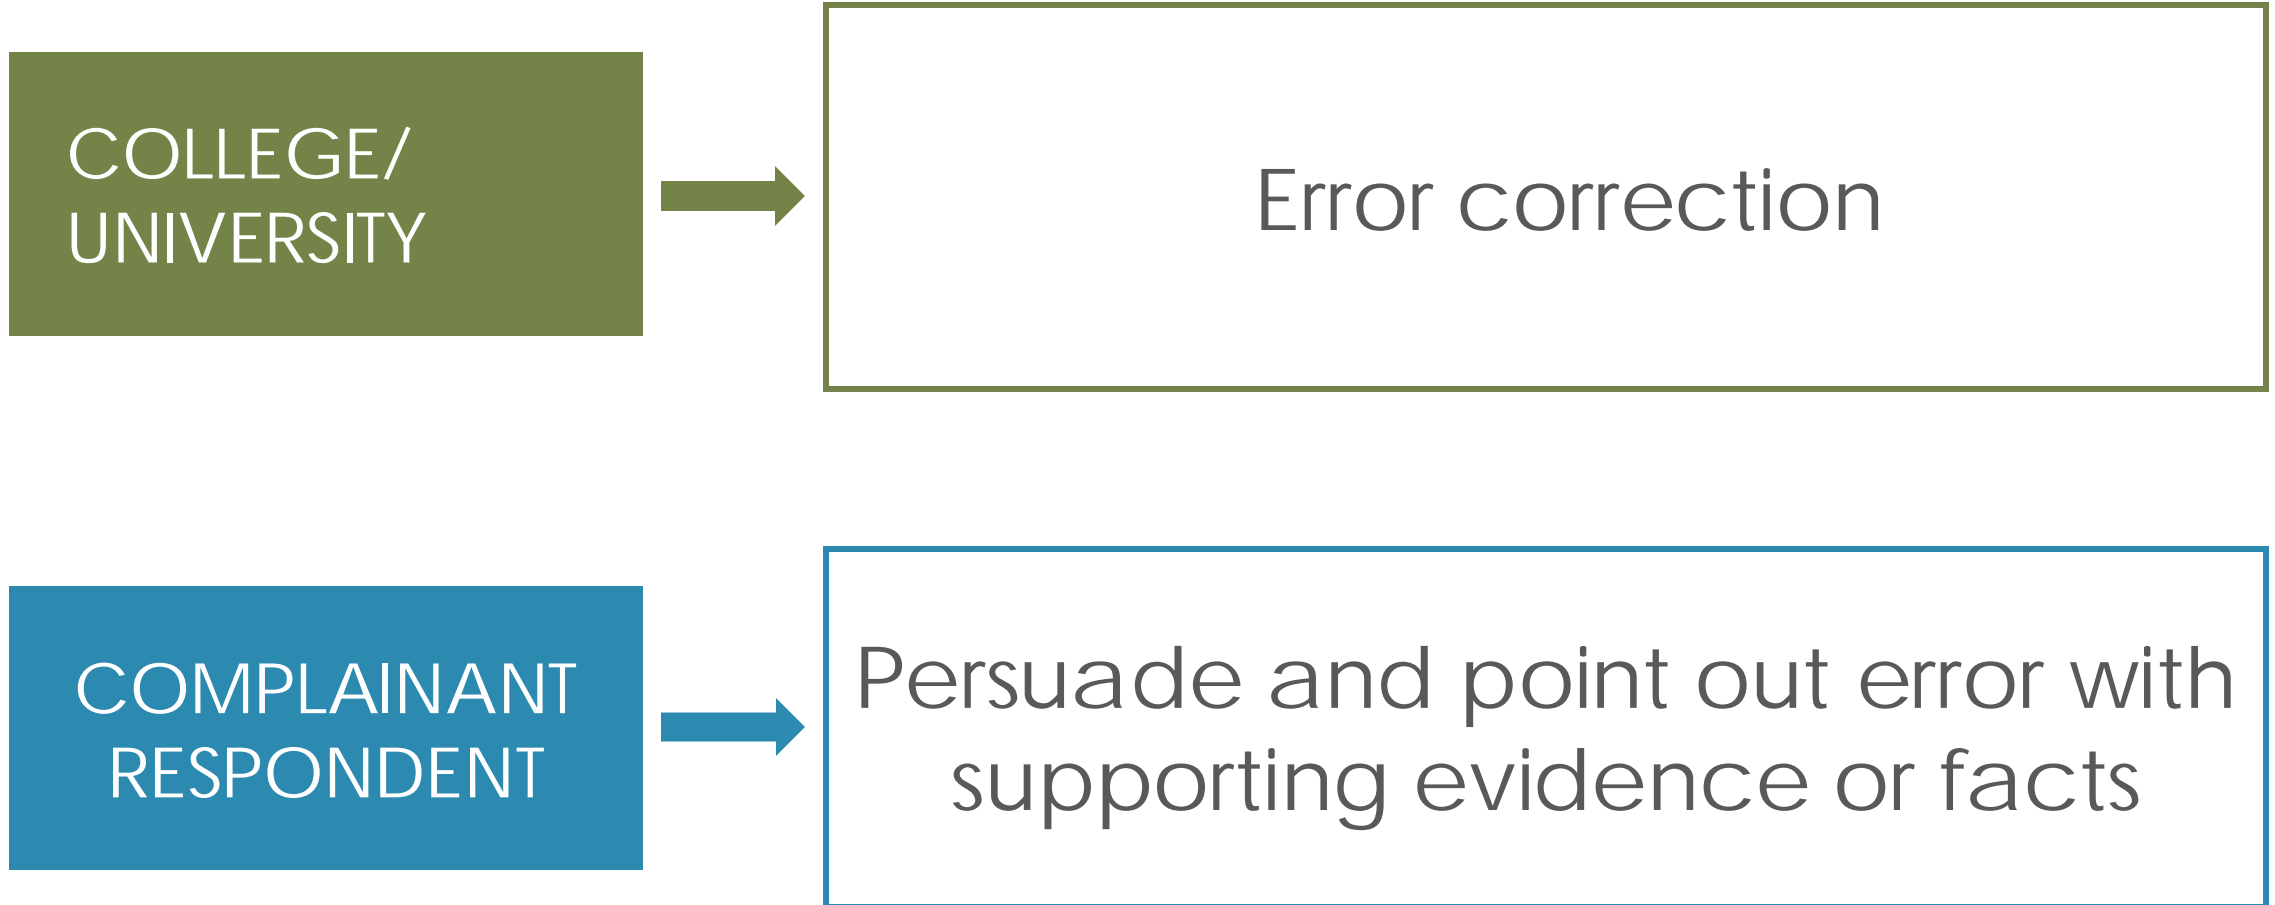 COLLEGE/
UNIVERSITY
Error correction
COMPLAINANT
RESPONDENT
Persuade and point out error with
supporting evidence or facts